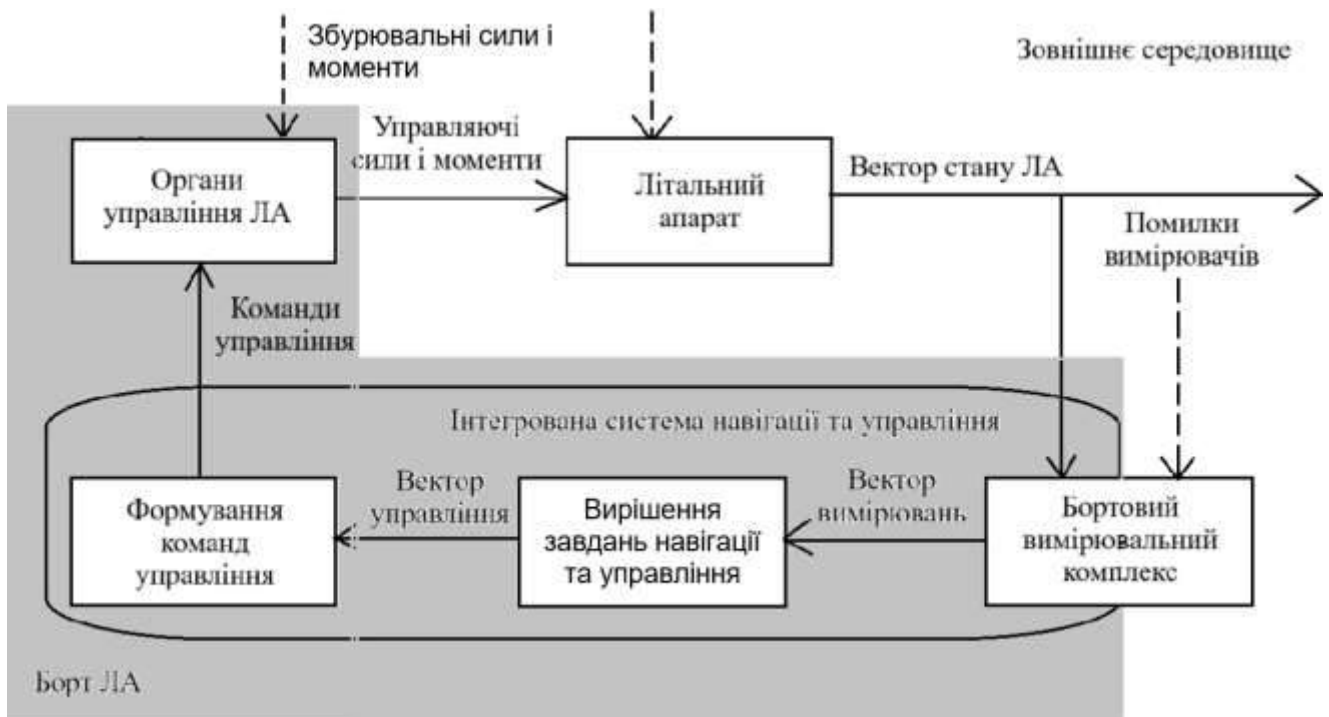 Збурювальні сили і
моменти
Зовнішнє середовище
Управляючі
сили і моменти
Органи
управління ЛА
Літальний
апарат
Вектор стану ЛА
Помилки
вимірювачів
Команди
управління
Інтегрована система навігації та управління
Формування
команд
управління
Вектор
управління
Вирішення
завдань навігації
та управління
Вектор
вимірювань
Бортовий
вимірювальний
комплекс
Борт ЛА